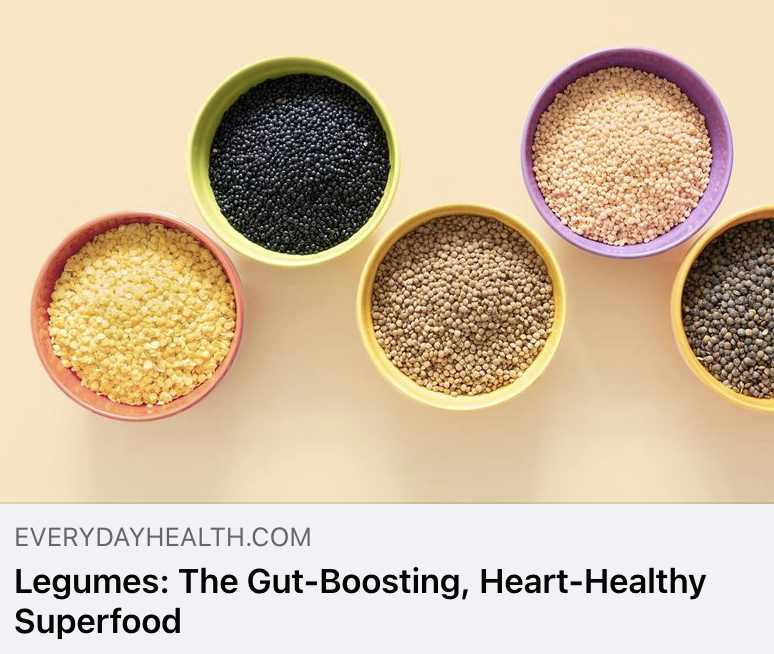 EVERYDAYHEALTH.COM
Legumes: The Gut-Boosting, Heart-Healthy
Superfood